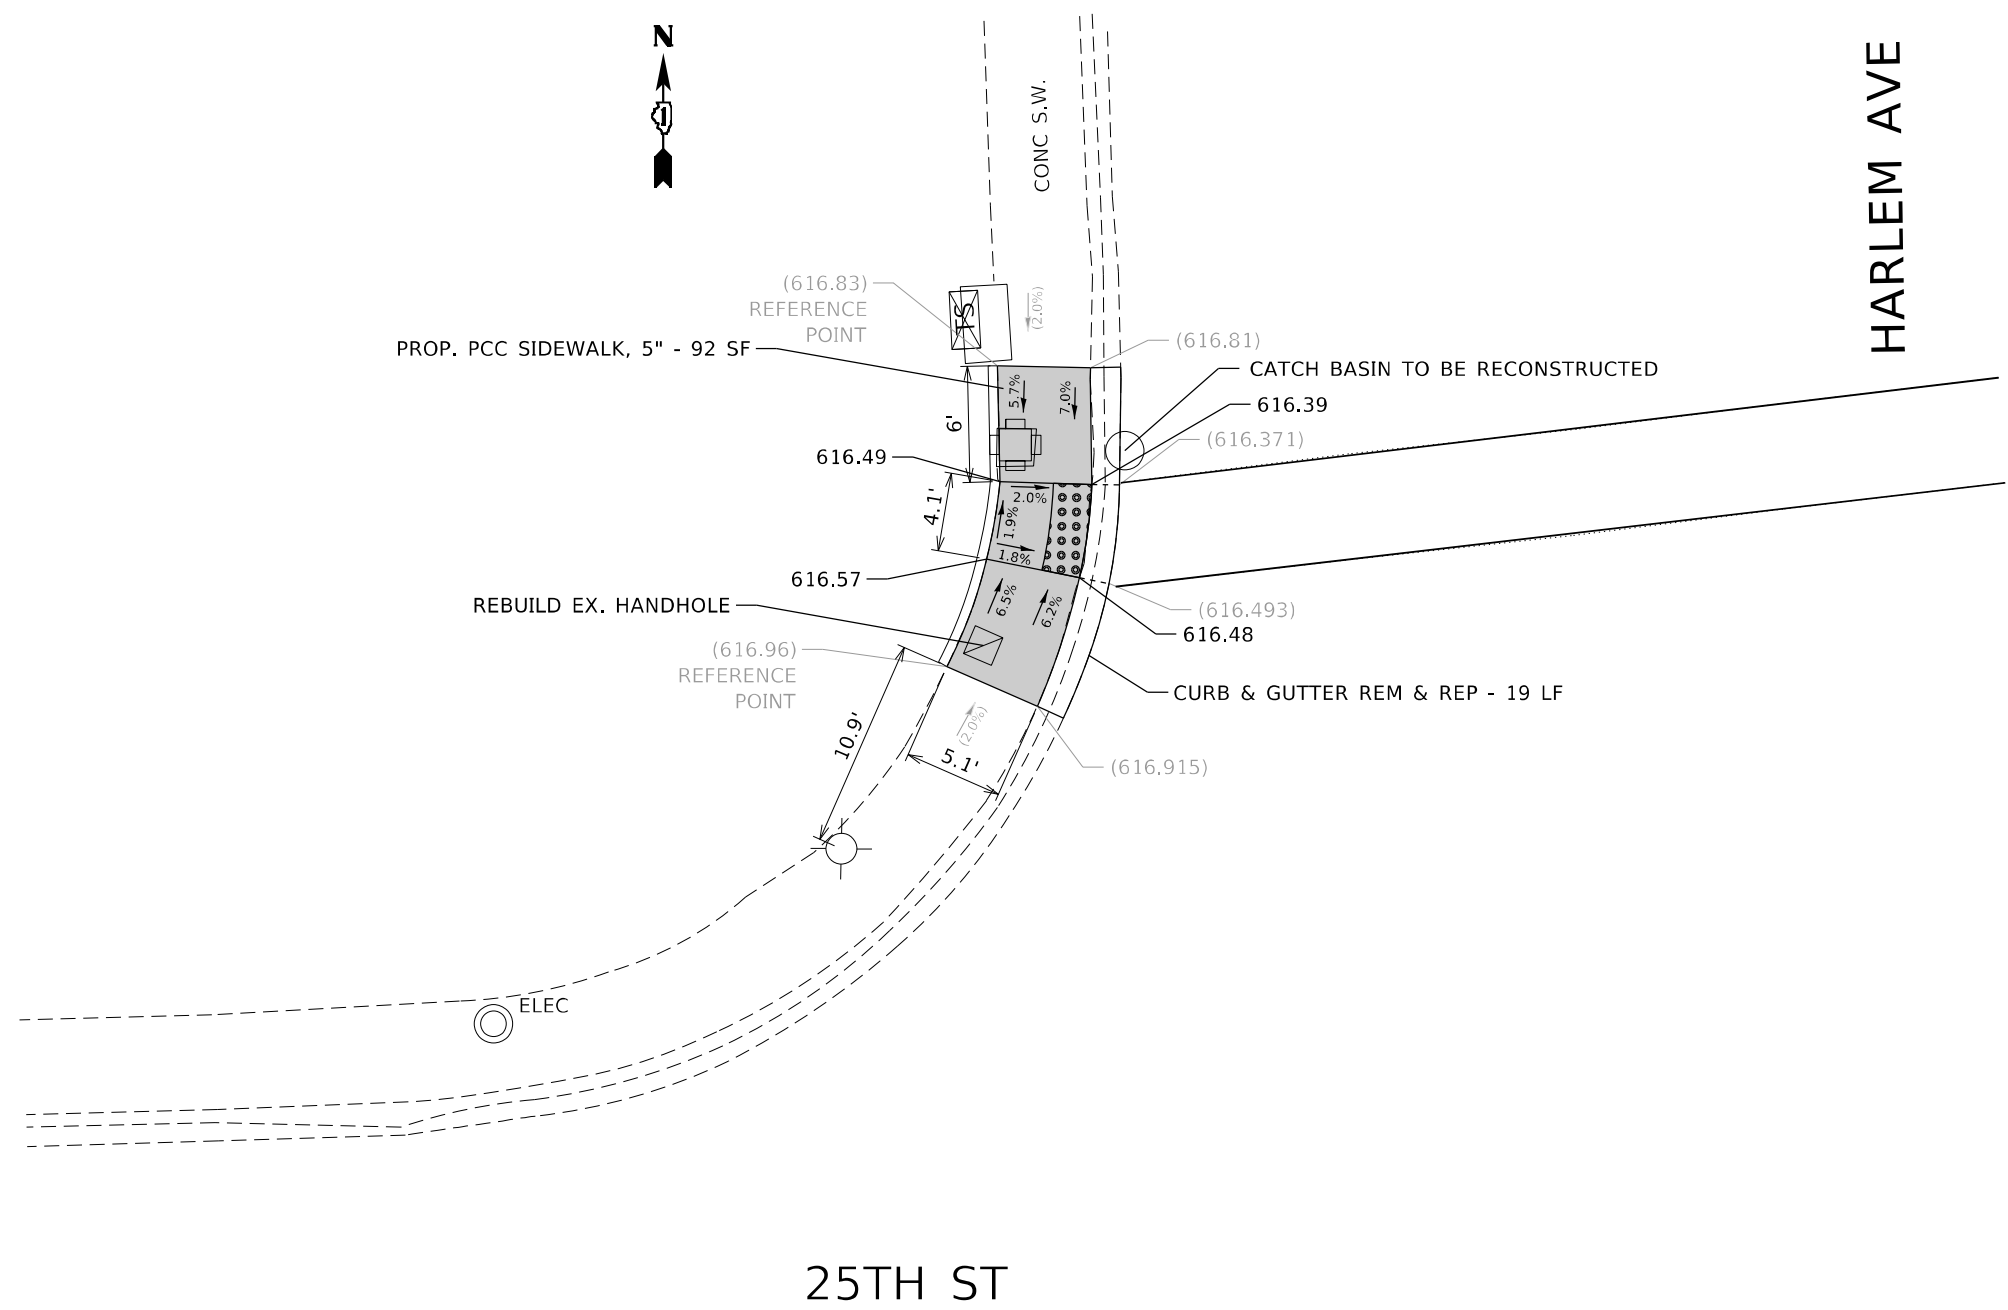 N
CONC S.W.
HARLEM AVE
(616.83)
REFERENCE
POINT
TS
(2.0%)
(616.81)
PROP. PCC SIDEWALK, 5" - 92 SF
CATCH BASIN TO BE RECONSTRUCTED
5.7%
7.0%
6'
616.39
(616.371)
616.49
4.1'
2.0%
1.9%
1.8%
616.57
REBUILD EX. HANDHOLE
6.5%
6.2%
(616.493)
616.48
(616.96)
REFERENCE
POINT
CURB & GUTTER REM & REP - 19 LF
10.9'
(2.0%)
5.1'
(616.915)
ELEC
25TH ST